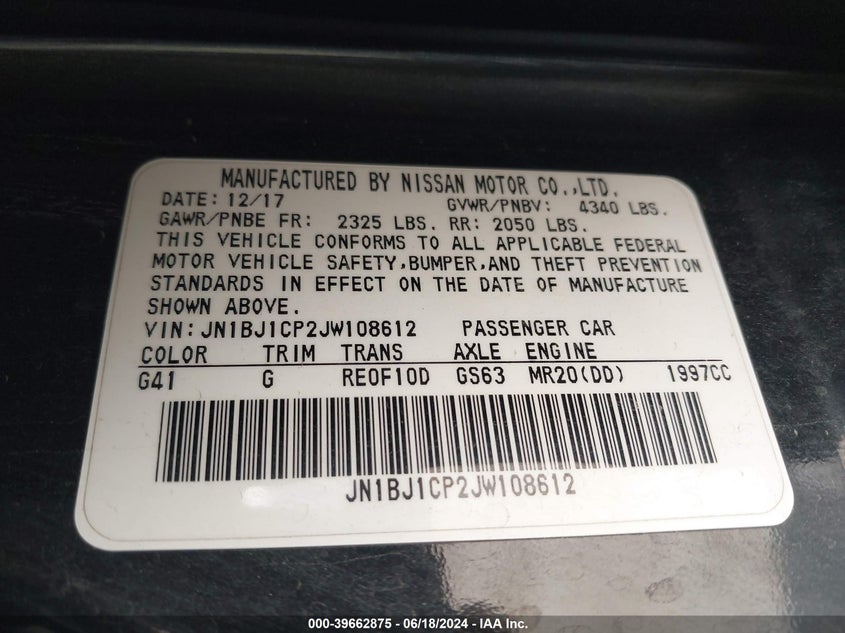 MANUFACTURED BY NISSAN MOTOR CO.,LTD.
DATE: 12/17 GVWR/PNBV: 4340 LBS.
GAWR/PNBE FR: 2325 LBS. RR: 2050 LBS.
THIS VEHICLE CONFORMS TO ALL APPLICABLE FEDERAL
MOTOR VEHICLE SAFETY,BUMPER,AND THEFT PREVENTION
STANDARDS IN EFFECT ON THE DATE OF MANUFACTURE
SHOWN ABOVE.
VIN: JN1BJ1CP2JW108612 PASSENGER CAR
COLOR TRIM TRANS AXLE ENGINE
G41 G RE0F10D GS63 MR20(DD) 1997CC
JN1BJ1CP2JW108612
000-39662875 - 06/18/2024 - IAA Inc.